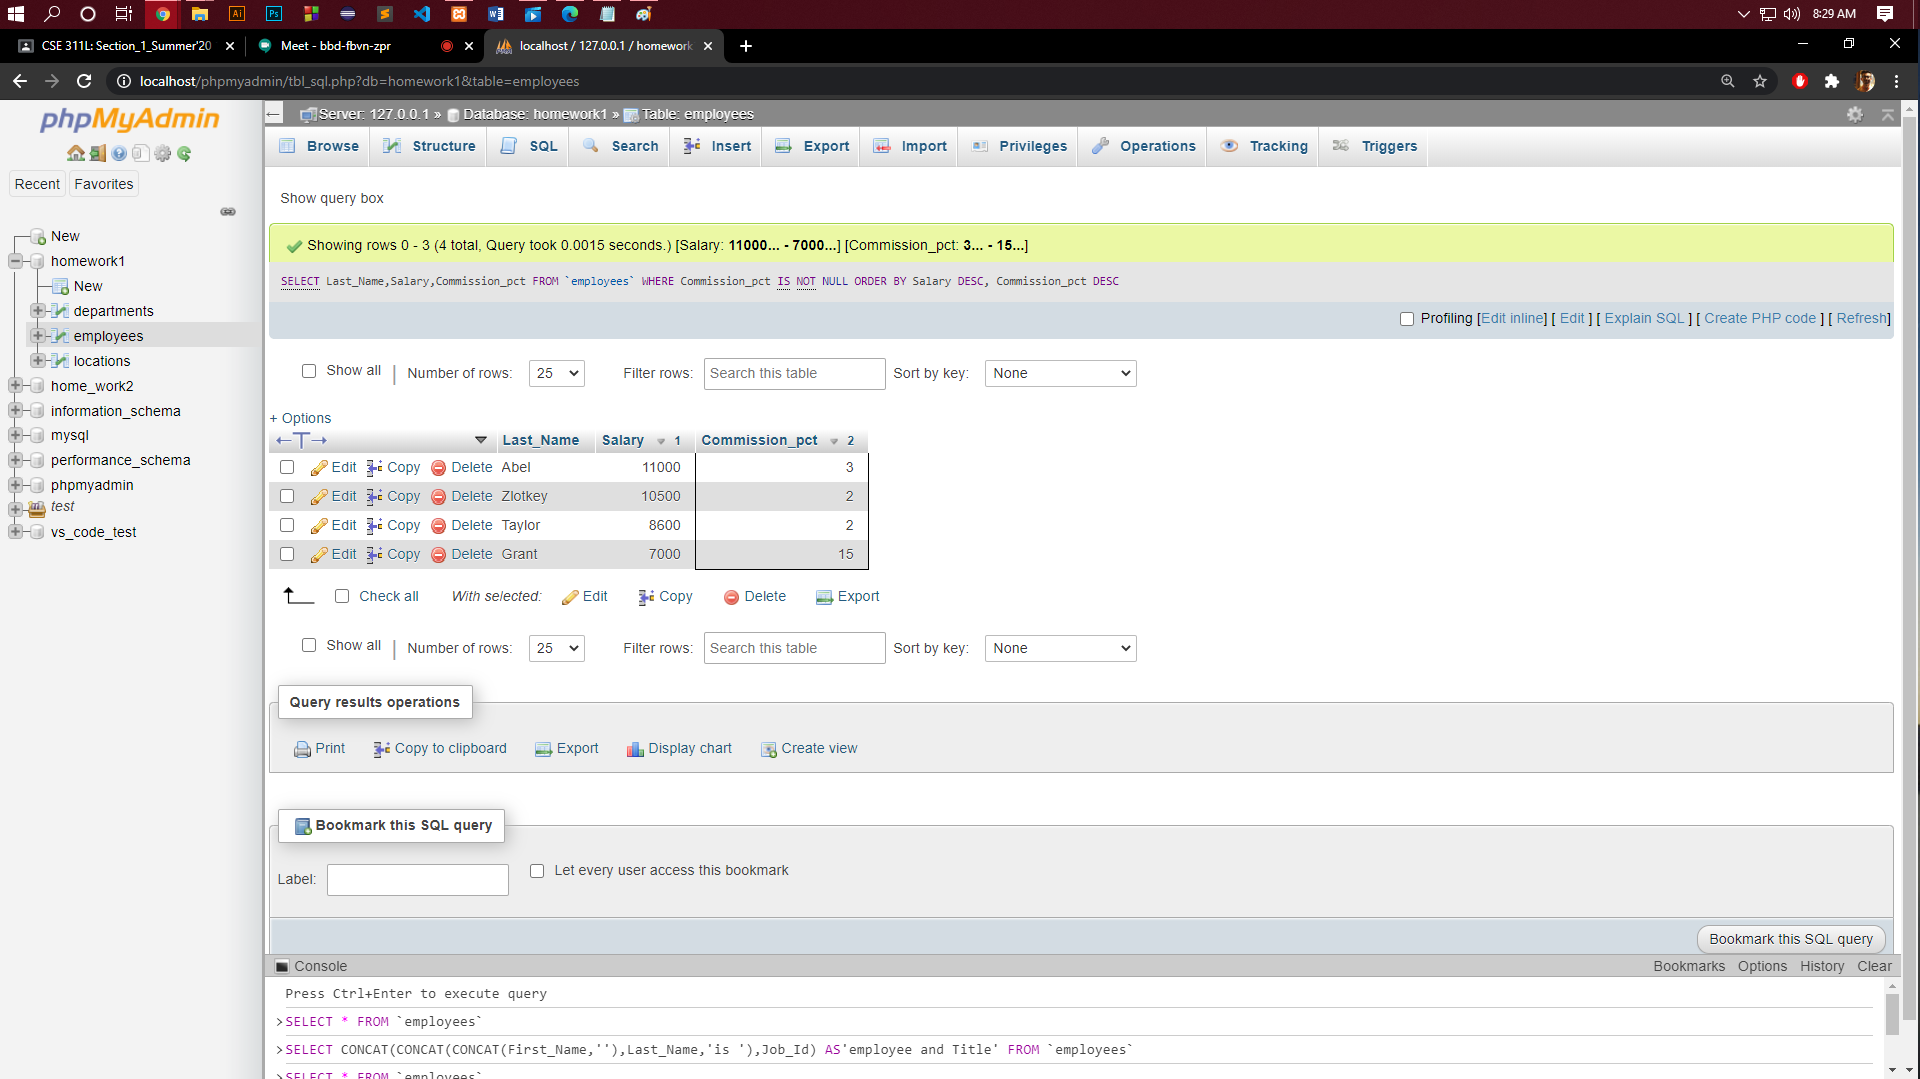 8:29 AM
CSE 311L: Section_1_Summer'20
Meet - bbd-fbvn-zpr
localhost / 127.0.0.1 / homework
localhost/phpmyadmin/tbl_sql.php?db=homework1&table=employees
phpMyAdmin
Recent Favorites
New
homework1
New
departments
employees
locations
home_work2
information_schema
mysql
performance_schema
phpmyadmin
test
vs_code_test
Server: 127.0.0.1 » Database: homework1 » Table: employees
Browse Structure SQL Search Insert Export Import Privileges Operations Tracking Triggers
Show query box
Showing rows 0 - 3 (4 total, Query took 0.0015 seconds.) [Salary: 11000... - 7000...] [Commission_pct: 3... - 15...]
SELECT Last_Name,Salary,Commission_pct FROM `employees` WHERE Commission_pct IS NOT NULL ORDER BY Salary DESC, Commission_pct DESC
Profiling [Edit inline] [ Edit ] [ Explain SQL ] [ Create PHP code ] [ Refresh]
Show all | Number of rows: 25 Filter rows: Search this table Sort by key: None
+ Options
←T→ Last_Name Salary 1 Commission_pct 2
Edit Copy Delete Abel 11000 3
Edit Copy Delete Zlotkey 10500 2
Edit Copy Delete Taylor 8600 2
Edit Copy Delete Grant 7000 15
Check all With selected: Edit Copy Delete Export
Show all | Number of rows: 25 Filter rows: Search this table Sort by key: None
Query results operations
Print Copy to clipboard Export Display chart Create view
Bookmark this SQL query
Label: Let every user access this bookmark
Bookmark this SQL query
Console Bookmarks Options History Clear
Press Ctrl+Enter to execute query
>SELECT * FROM `employees`
>SELECT CONCAT(CONCAT(CONCAT(First_Name,''),Last_Name,'is '),Job_Id) AS'employee and Title' FROM `employees`
>SELECT * FROM `employees`